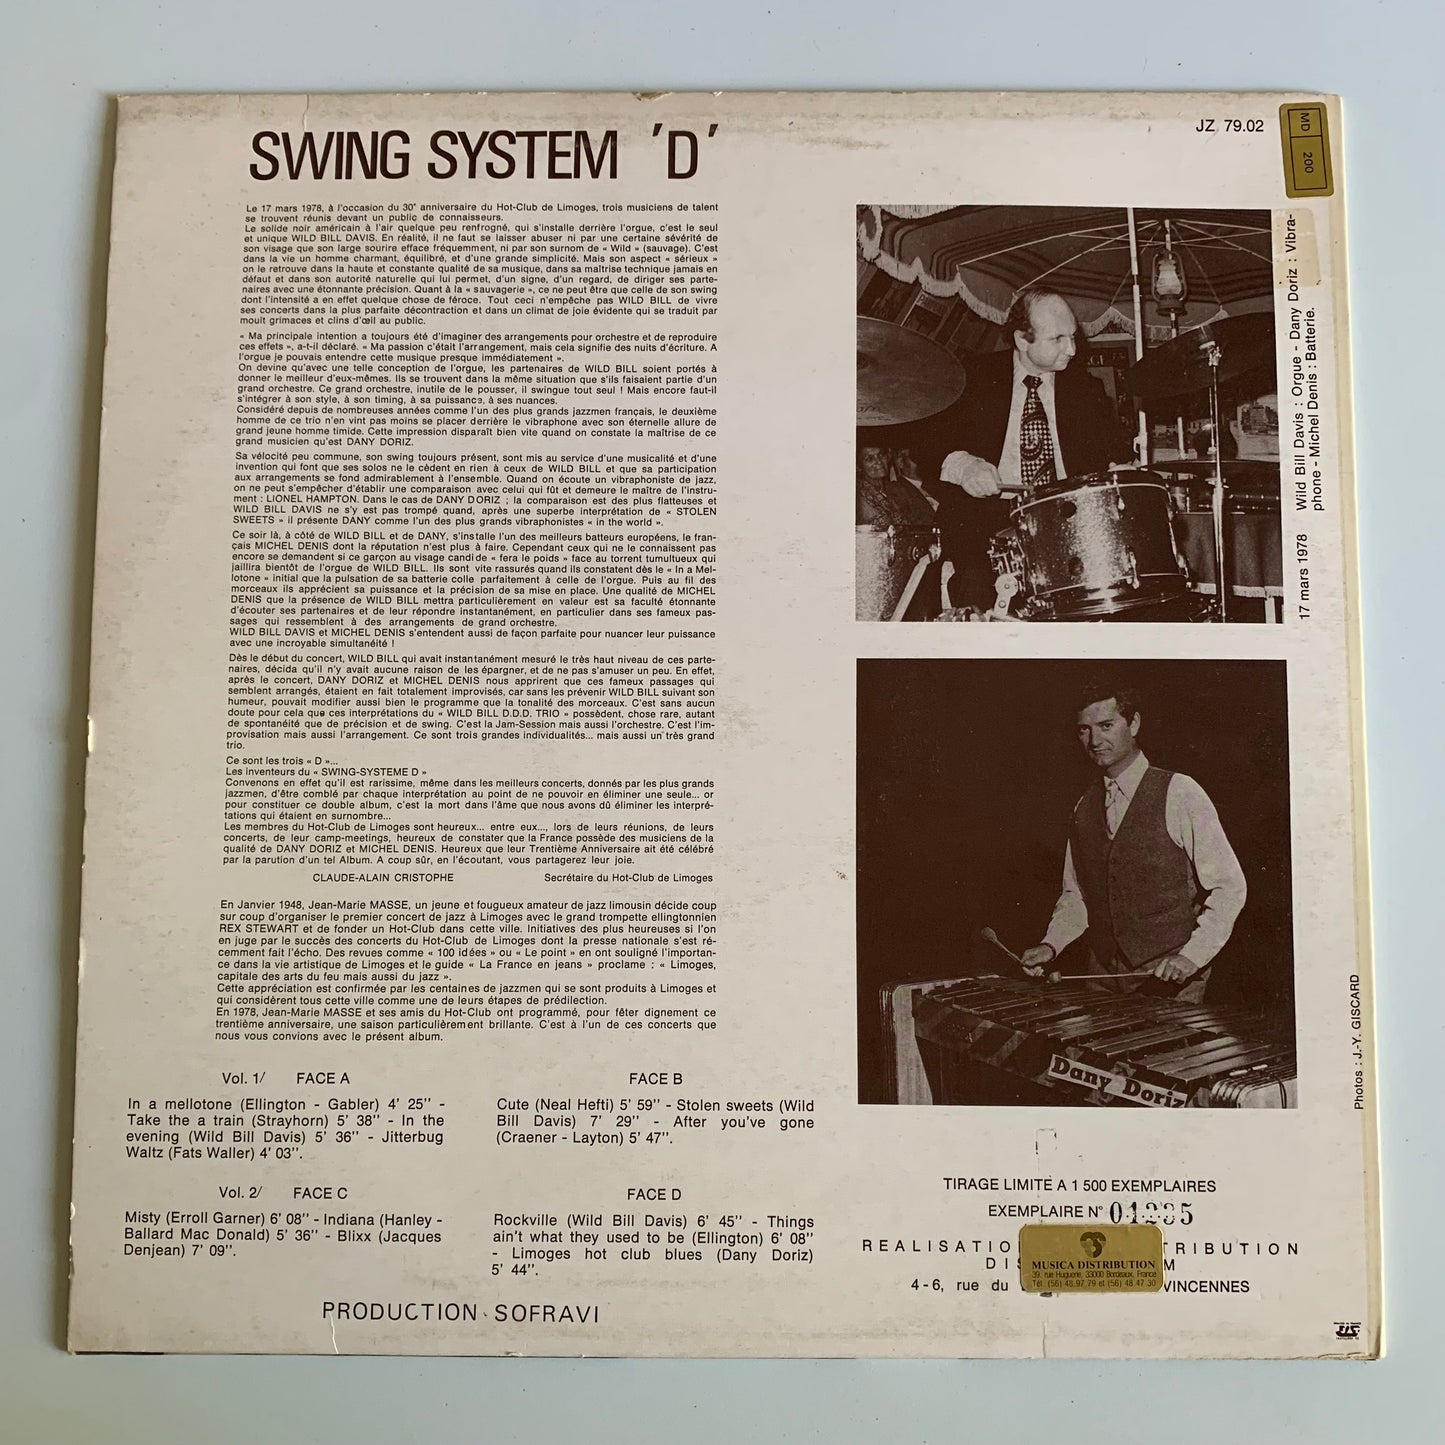 SWING SYSTEM 'D'
JZ 79.02
MD 200
Le 17 mars 1978, à l'occasion du 30e anniversaire du Hot-Club de Limoges, trois musiciens de talent
se trouvent réunis devant un public de connaisseurs.
Le solide noir américain à l'air quelque peu renfrogné, qui s'installe derrière l'orgue, c'est le seul
et unique WILD BILL DAVIS. En réalité, il ne faut se laisser abuser ni par une certaine sévérité de
son visage que son large sourire efface fréquemment, ni par son surnom de « Wild » (sauvage). C'est
dans la vie un homme charmant, équilibré, et d'une grande simplicité. Mais son aspect « sérieux »
on le retrouve dans la haute et constante qualité de sa musique, dans sa maîtrise technique jamais en
défaut et dans son autorité naturelle qui lui permet, d'un signe, d'un regard, de diriger ses parte-
naires avec une étonnante précision. Quant à la « sauvagerie », ce ne peut être que celle de son swing
dont l'intensité a en effet quelque chose de féroce. Tout ceci n'empêche pas WILD BILL de vivre
ses concerts dans la plus parfaite décontraction et dans un climat de joie évidente qui se traduit par
moult grimaces et clins d'œil au public.
« Ma principale intention a toujours été d'imaginer des arrangements pour orchestre et de reproduire
ces effets », a-t-il déclaré. « Ma passion c'était l'arrangement, mais cela signifie des nuits d'écriture. A
l'orgue je pouvais entendre cette musique presque immédiatement ».
On devine qu'avec une telle conception de l'orgue, les partenaires de WILD BILL soient portés à
donner le meilleur d'eux-mêmes. Ils se trouvent dans la même situation que s'ils faisaient partie d'un
grand orchestre. Ce grand orchestre, inutile de le pousser, il swingue tout seul ! Mais encore faut-il
s'intégrer à son style, à son timing, à sa puissance, à ses nuances.
Considéré depuis de nombreuses années comme l'un des plus grands jazzmen français, le deuxième
homme de ce trio n'en vint pas moins se placer derrière le vibraphone avec son éternelle allure de
grand jeune homme timide. Cette impression disparaît bien vite quand on constate la maîtrise de ce
grand musicien qu'est DANY DORIZ.
Sa vélocité peu commune, son swing toujours présent, sont mis au service d'une musicalité et d'une
invention qui font que ses solos ne le cèdent en rien à ceux de WILD BILL et que sa participation
aux arrangements se fond admirablement à l'ensemble. Quand on écoute un vibraphoniste de jazz,
on ne peut s'empêcher d'établir une comparaison avec celui qui fût et demeure le maître de l'instru-
ment : LIONEL HAMPTON. Dans le cas de DANY DORIZ ; la comparaison est des plus flatteuses et
WILD BILL DAVIS ne s'y est pas trompé quand, après une superbe interprétation de « STOLEN
SWEETS » il présente DANY comme l'un des plus grands vibraphonistes « in the world ».
Ce soir là, à côté de WILD BILL et de DANY, s'installe l'un des meilleurs batteurs européens, le fran-
çais MICHEL DENIS dont la réputation n'est plus à faire. Cependant ceux qui ne le connaissent pas
encore se demandent si ce garçon au visage candide « fera le poids » face au torrent tumultueux qui
jaillira bientôt de l'orgue de WILD BILL. Ils sont vite rassurés quand ils constatent dès le « In a Mel-
lotone » initial que la pulsation de sa batterie colle parfaitement à celle de l'orgue. Puis au fil des
morceaux ils apprécient sa puissance et la précision de sa mise en place. Une qualité de MICHEL
DENIS que la présence de WILD BILL mettra particulièrement en valeur est sa faculté étonnante
d'écouter ses partenaires et de leur répondre instantanément, en particulier dans ses fameux pas-
sages qui ressemblent à des arrangements de grand orchestre.
WILD BILL DAVIS et MICHEL DENIS s'entendent aussi de façon parfaite pour nuancer leur puissance
avec une incroyable simultanéité !
Dès le début du concert, WILD BILL qui avait instantanément mesuré le très haut niveau de ces parte-
naires, décida qu'il n'y avait aucune raison de les épargner, et de ne pas s'amuser un peu. En effet,
après le concert, DANY DORIZ et MICHEL DENIS nous apprirent que ces fameux passages qui
semblent arrangés, étaient en fait totalement improvisés, car sans les prévenir WILD BILL suivant son
humeur, pouvait modifier aussi bien le programme que la tonalité des morceaux. C'est sans aucun
doute pour cela que ces interprétations du « WILD BILL D.D.D. TRIO » possèdent, chose rare, autant
de spontanéité que de précision et de swing. C'est la Jam-Session mais aussi l'orchestre. C'est l'im-
provisation mais aussi l'arrangement. Ce sont trois grandes individualités... mais aussi un très grand
trio.
Ce sont les trois « D »...
Les inventeurs du « SWING-SYSTEME D »
Convenons en effet qu'il est rarissime, même dans les meilleurs concerts, donnés par les plus grands
jazzmen, d'être comblé par chaque interprétation au point de ne pouvoir en éliminer une seule... or
pour constituer ce double album, c'est la mort dans l'âme que nous avons dû éliminer les interpré-
tations qui étaient en surnombre...
Les membres du Hot-Club de Limoges sont heureux... entre eux..., lors de leurs réunions, de leurs
concerts, de leur camp-meetings, heureux de constater que la France possède des musiciens de la
qualité de DANY DORIZ et MICHEL DENIS. Heureux que leur Trentième Anniversaire ait été célébré
par la parution d'un tel Album. A coup sûr, en l'écoutant, vous partagerez leur joie.
CLAUDE-ALAIN CRISTOPHE Secrétaire du Hot-Club de Limoges
En Janvier 1948, Jean-Marie MASSE, un jeune et fougueux amateur de jazz limousin décide coup
sur coup d'organiser le premier concert de jazz à Limoges avec le grand trompette ellingtonnien
REX STEWART et de fonder un Hot-Club dans cette ville. Initiatives des plus heureuses si l'on
en juge par le succès des concerts du Hot-Club de Limoges dont la presse nationale s'est ré-
cemment fait l'écho. Des revues comme « 100 idées » ou « Le point » en ont souligné l'importan-
ce dans la vie artistique de Limoges et le guide « La France en jeans » proclame : « Limoges,
capitale des arts du feu mais aussi du jazz ».
Cette appréciation est confirmée par les centaines de jazzmen qui se sont produits à Limoges et
qui considèrent tous cette ville comme une de leurs étapes de prédilection.
En 1978, Jean-Marie MASSE et ses amis du Hot-Club ont programmé, pour fêter dignement ce
trentième anniversaire, une saison particulièrement brillante. C'est à l'un de ces concerts que
nous vous convions avec le présent album.
Vol. 1/ FACE A
In a mellotone (Ellington - Gabler) 4' 25'' -
Take the a train (Strayhorn) 5' 38'' - In the
evening (Wild Bill Davis) 5' 36'' - Jitterbug
Waltz (Fats Waller) 4' 03''.
FACE B
Cute (Neal Hefti) 5' 59'' - Stolen sweets (Wild
Bill Davis) 7' 29'' - After you've gone
(Craener - Layton) 5' 47''.
Vol. 2/ FACE C
Misty (Erroll Garner) 6' 08'' - Indiana (Hanley -
Ballard Mac Donald) 5' 36'' - Blixx (Jacques
Denjean) 7' 09''.
FACE D
Rockville (Wild Bill Davis) 6' 45'' - Things
ain't what they used to be (Ellington) 6' 08''
- Limoges hot club blues (Dany Doriz)
5' 44''.
PRODUCTION SOFRAVI
17 mars 1978 Wild Bill Davis : Orgue - Dany Doriz : Vibra-
phone - Michel Denis : Batterie.
Dany Doriz
Photos : J.-Y. GISCARD
TIRAGE LIMITE A 1 500 EXEMPLAIRES
EXEMPLAIRE N°
REALISATIO TRIBUTION
DIS M
4-6, rue du VINCENNES
MUSICA DISTRIBUTION
39, rue Huguerie, 33000 Bordeaux, France
Tél. (56) 48.97.79 et (56) 48.47.30